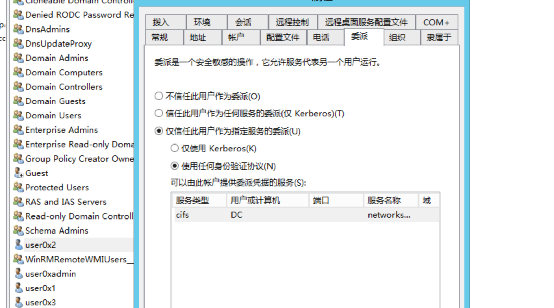 Denied RODC Password R
DnsAdmins
DnsUpdateProxy
Domain Admins
Domain Computers
Domain Controllers
Domain Guests
Domain Users
Enterprise Admins
Enterprise Read-only Doma
Group Policy Creator Owne
Guest
Protected Users
RAS and IAS Servers
Read-only Domain Controll
Schema Admins
user0x2
WinRMRemoteWMIUsers__
user0xadmin
user0x1
user0x3
拨入 环境 会话 远程控制 远程桌面服务配置文件 COM+
常规 地址 帐户 配置文件 电话 委派 组织 隶属于
委派是一个安全敏感的操作，它允许服务代表另一个用户运行。
不信任此用户作为委派(O)
信任此用户作为任何服务的委派(仅 Kerberos)(T)
仅信任此用户作为指定服务的委派(U)
仅使用 Kerberos(K)
使用任何身份验证协议(N)
可以由此帐户提供委派凭据的服务(S):
服务类型 用户或计算机 端口 服务名称 域
cifs DC networks...